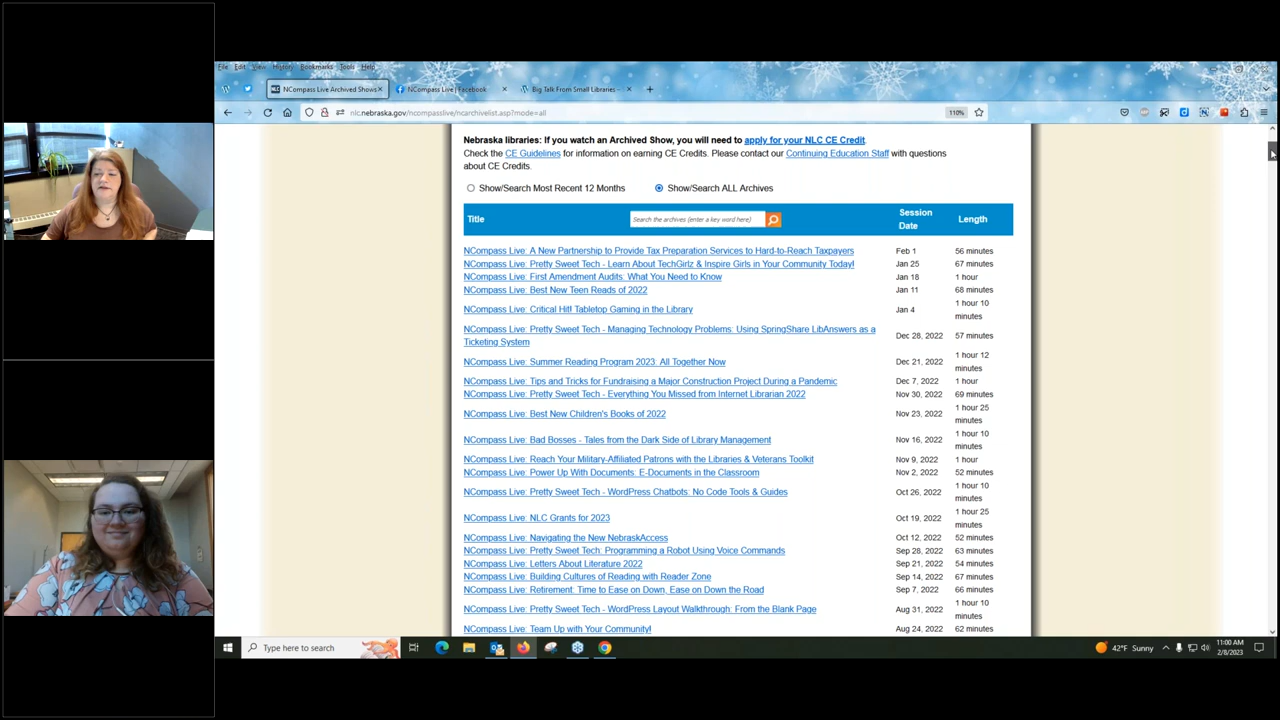 File Edit View History Bookmarks Tools Help
NCompass Live Archived Shows NCompass Live | Facebook Big Talk From Small Libraries –
nlc.nebraska.gov/ncompasslive/ncarchivelist.asp?mode=all 110%
Nebraska libraries: If you watch an Archived Show, you will need to apply for your NLC CE Credit.
Check the CE Guidelines for information on earning CE Credits. Please contact our Continuing Education Staff with questions
about CE Credits.
Show/Search Most Recent 12 Months Show/Search ALL Archives
Title Search the archives (enter a key word here) Session Date Length
NCompass Live: A New Partnership to Provide Tax Preparation Services to Hard-to-Reach Taxpayers Feb 1 56 minutes
NCompass Live: Pretty Sweet Tech - Learn About TechGirlz & Inspire Girls in Your Community Today! Jan 25 67 minutes
NCompass Live: First Amendment Audits: What You Need to Know Jan 18 1 hour
NCompass Live: Best New Teen Reads of 2022 Jan 11 68 minutes
NCompass Live: Critical Hit! Tabletop Gaming in the Library Jan 4 1 hour 10 minutes
NCompass Live: Pretty Sweet Tech - Managing Technology Problems: Using SpringShare LibAnswers as a
Ticketing System Dec 28, 2022 57 minutes
NCompass Live: Summer Reading Program 2023: All Together Now Dec 21, 2022 1 hour 12 minutes
NCompass Live: Tips and Tricks for Fundraising a Major Construction Project During a Pandemic Dec 7, 2022 1 hour
NCompass Live: Pretty Sweet Tech - Everything You Missed from Internet Librarian 2022 Nov 30, 2022 69 minutes
NCompass Live: Best New Children's Books of 2022 Nov 23, 2022 1 hour 25 minutes
NCompass Live: Bad Bosses - Tales from the Dark Side of Library Management Nov 16, 2022 1 hour 10 minutes
NCompass Live: Reach Your Military-Affiliated Patrons with the Libraries & Veterans Toolkit Nov 9, 2022 1 hour
NCompass Live: Power Up With Documents: E-Documents in the Classroom Nov 2, 2022 52 minutes
NCompass Live: Pretty Sweet Tech - WordPress Chatbots: No Code Tools & Guides Oct 26, 2022 1 hour 10 minutes
NCompass Live: NLC Grants for 2023 Oct 19, 2022 1 hour 25 minutes
NCompass Live: Navigating the New NebraskAccess Oct 12, 2022 52 minutes
NCompass Live: Pretty Sweet Tech: Programming a Robot Using Voice Commands Sep 28, 2022 63 minutes
NCompass Live: Letters About Literature 2022 Sep 21, 2022 54 minutes
NCompass Live: Building Cultures of Reading with Reader Zone Sep 14, 2022 67 minutes
NCompass Live: Retirement: Time to Ease on Down, Ease on Down the Road Sep 7, 2022 66 minutes
NCompass Live: Pretty Sweet Tech - WordPress Layout Walkthrough: From the Blank Page Aug 31, 2022 1 hour 10 minutes
NCompass Live: Team Up with Your Community! Aug 24, 2022 62 minutes
Type here to search 42°F Sunny 11:00 AM
2/8/2023